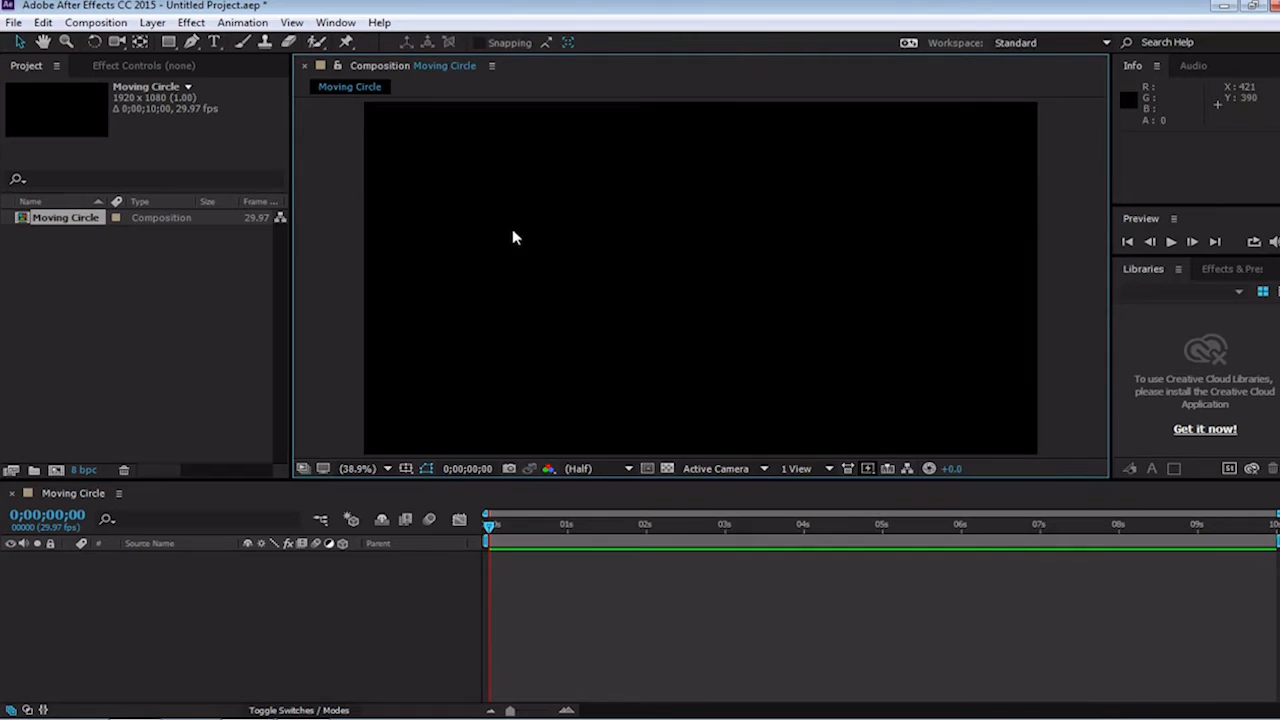 Adobe After Effects CC 2015 - Untitled Project.aep *
File Edit Composition Layer Effect Animation View Window Help
Snapping
Workspace: Standard
Search Help
Project
Effect Controls (none)
Composition Moving Circle
Info
Audio
Moving Circle
1920 x 1080 (1.00)
Δ 0;00;10;00, 29.97 fps
Moving Circle
R:
G:
B:
A: 0
X: 421
Y: 390
Name Type Size Frame ...
Moving Circle Composition 29.97
Preview
Libraries
Effects & Pre
To use Creative Cloud Libraries,
please install the Creative Cloud
Application
Get it now!
8 bpc
(38.9%) 0;00;00;00 (Half) Active Camera 1 View +0.0
Moving Circle
0;00;00;00
00000 (29.97 fps)
# Source Name fx Parent
01s 02s 03s 04s 05s 06s 07s 08s 09s 10s
Toggle Switches / Modes